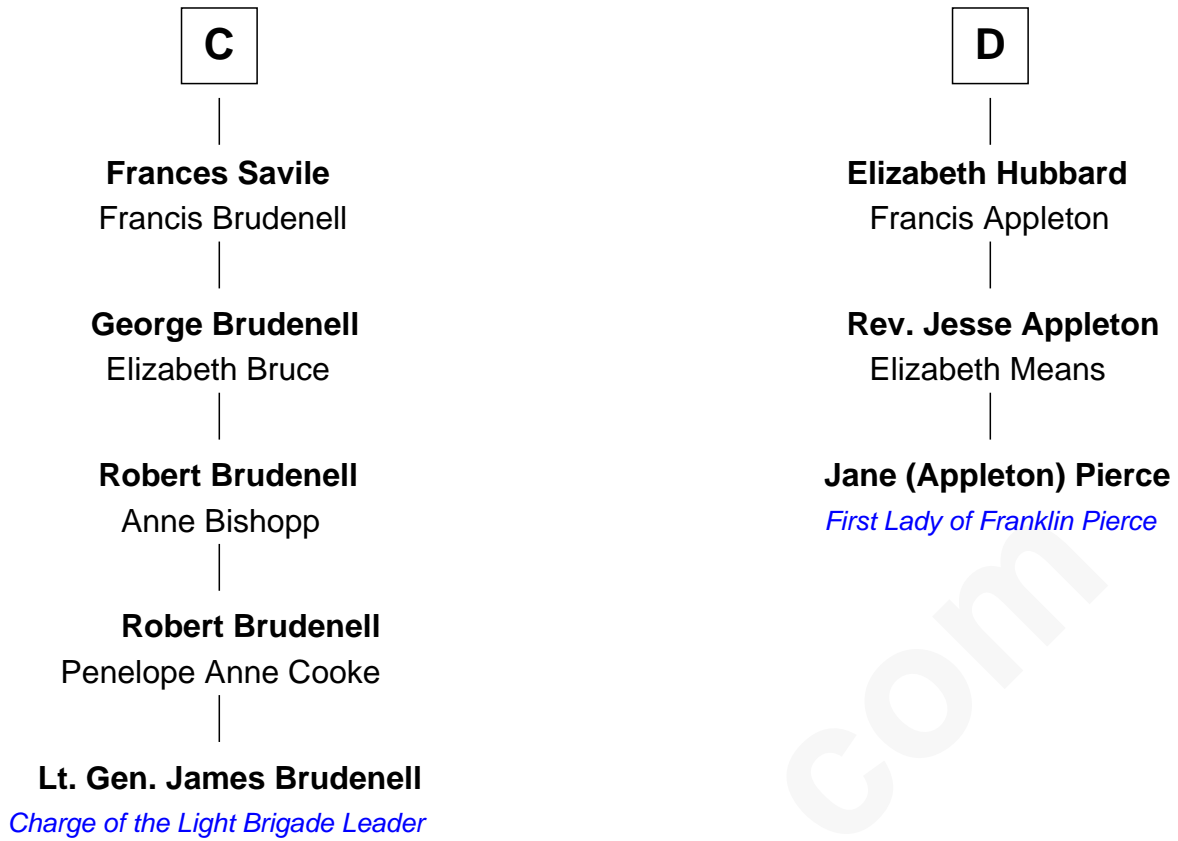 C
Frances Savile
Francis Brudenell
George Brudenell
Elizabeth Bruce
Robert Brudenell
Anne Bishopp
Robert Brudenell
Penelope Anne Cooke
Lt. Gen. James Brudenell
Charge of the Light Brigade Leader
D
Elizabeth Hubbard
Francis Appleton
Rev. Jesse Appleton
Elizabeth Means
Jane (Appleton) Pierce
First Lady of Franklin Pierce
com